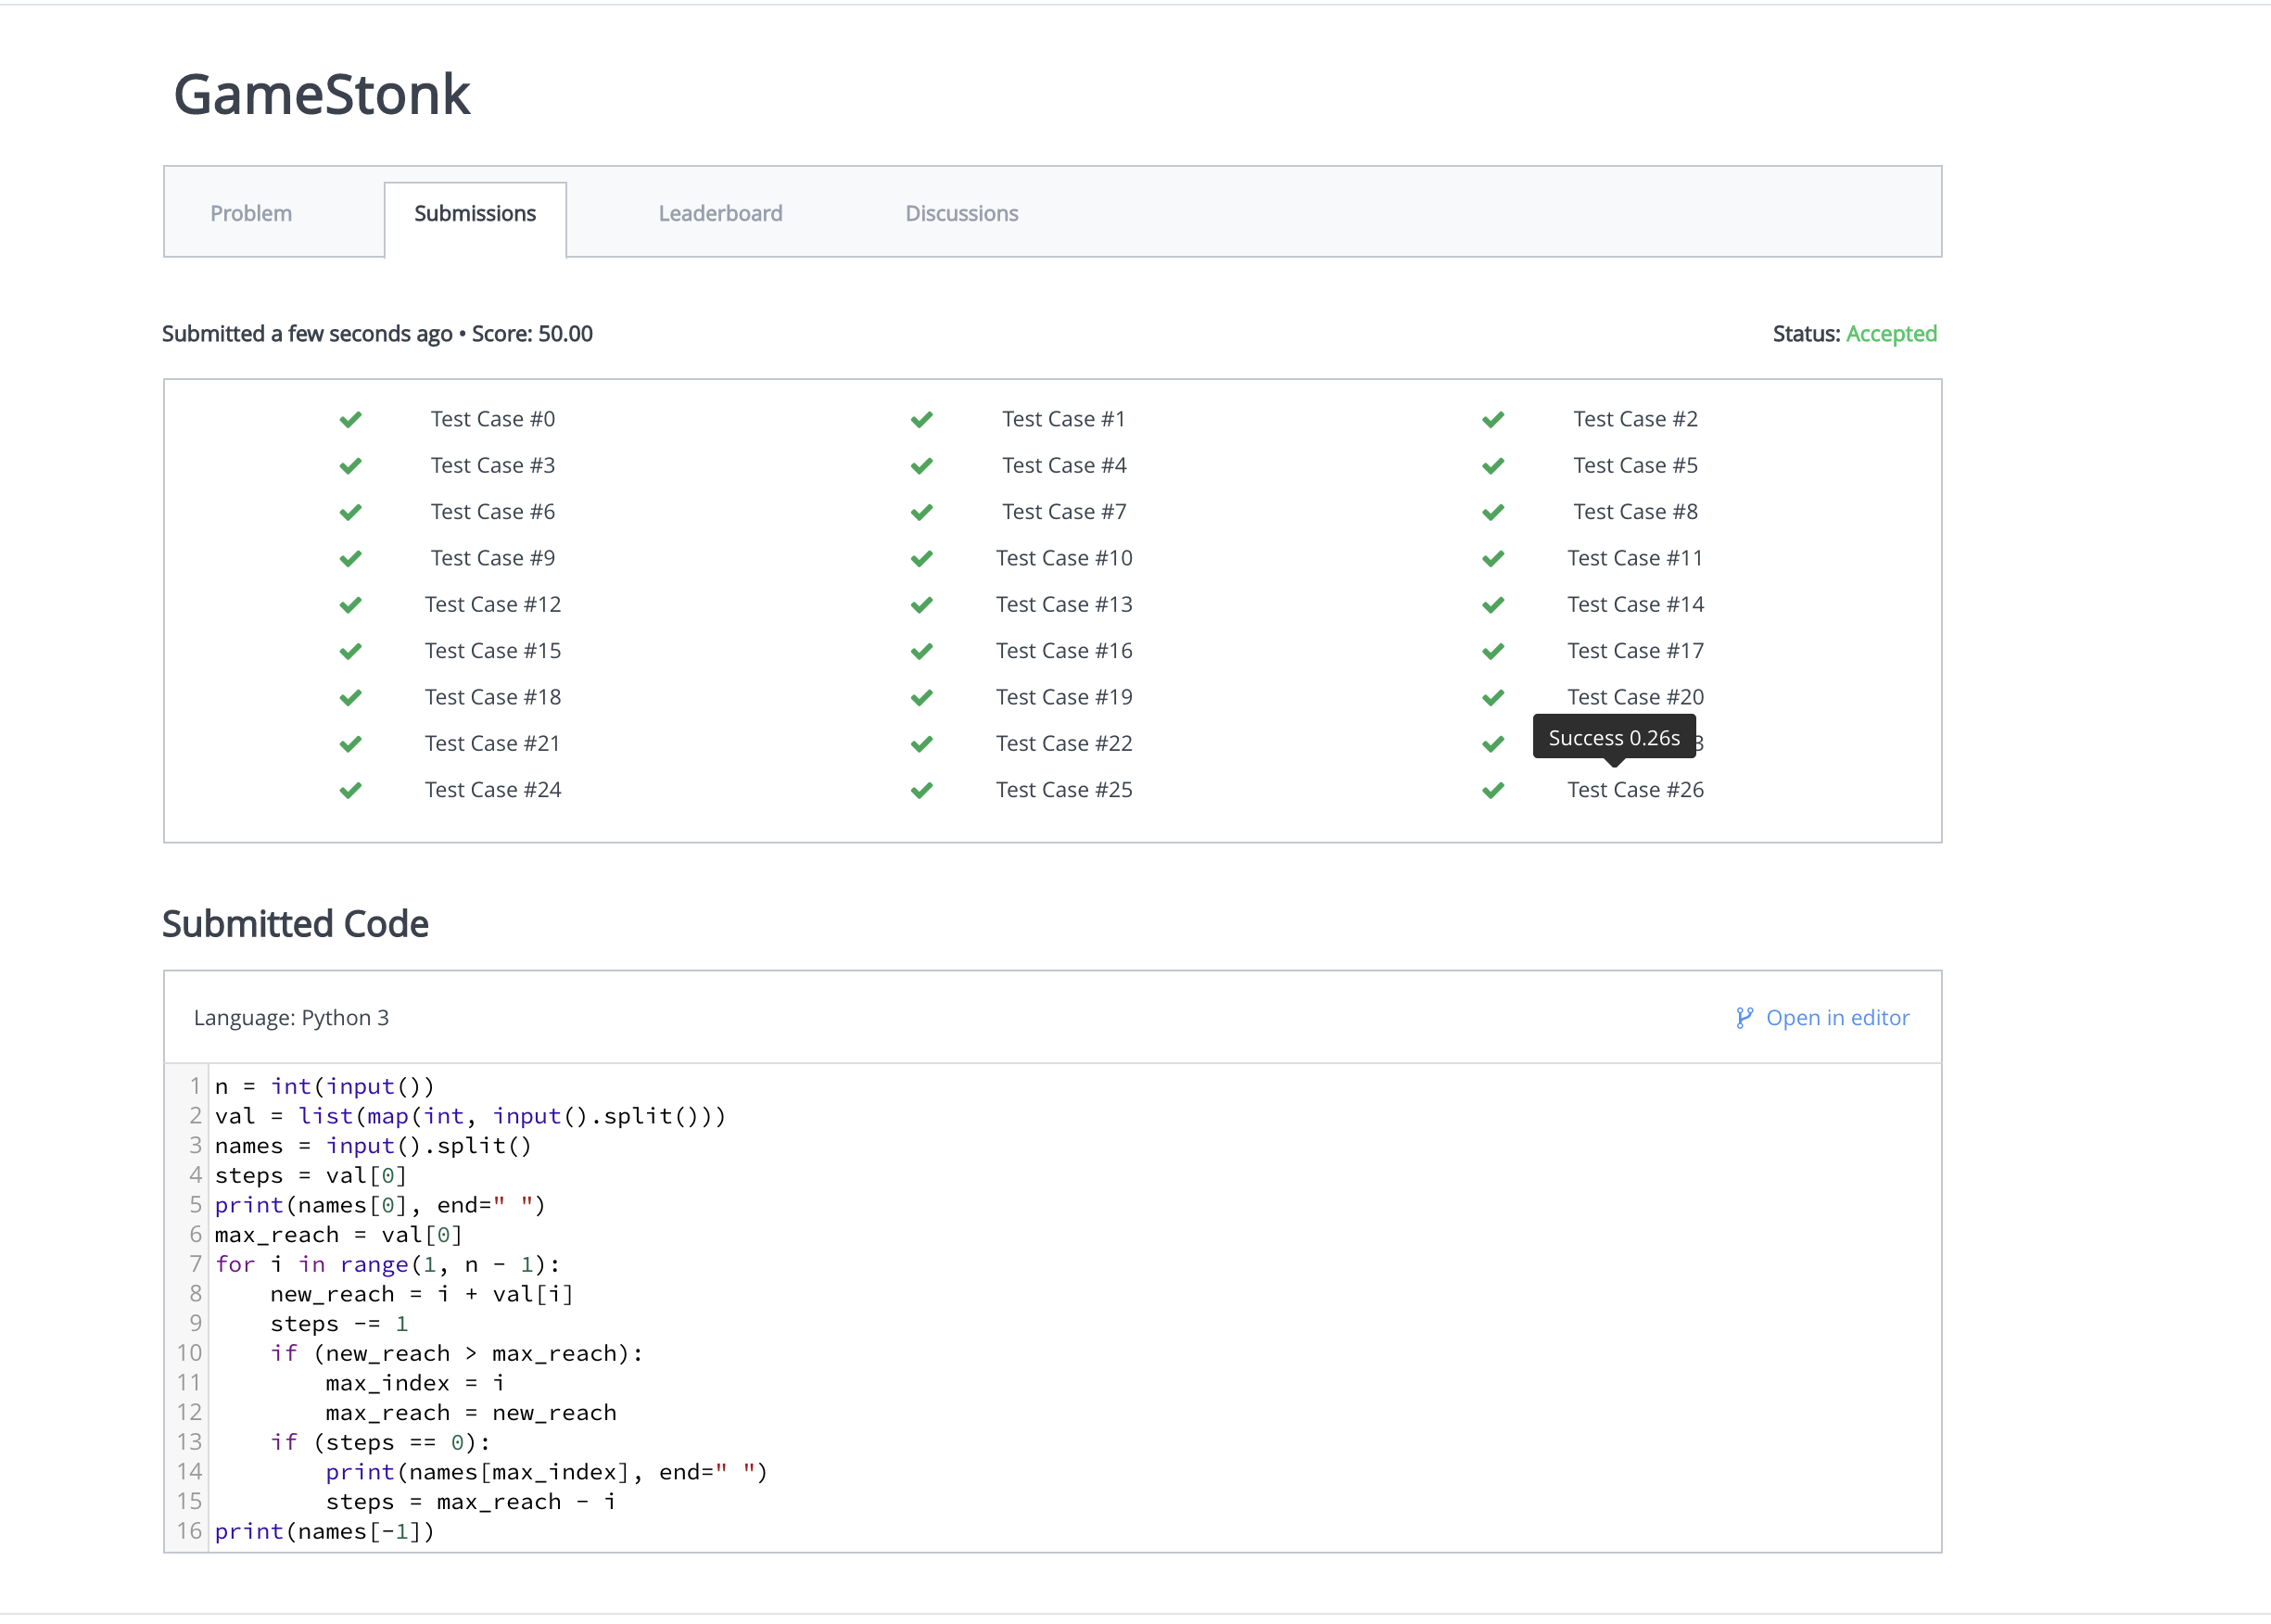 GameStonk
Problem Submissions Leaderboard Discussions
Submitted a few seconds ago • Score: 50.00 Status: Accepted
Test Case #0 Test Case #1 Test Case #2
Test Case #3 Test Case #4 Test Case #5
Test Case #6 Test Case #7 Test Case #8
Test Case #9 Test Case #10 Test Case #11
Test Case #12 Test Case #13 Test Case #14
Test Case #15 Test Case #16 Test Case #17
Test Case #18 Test Case #19 Test Case #20
Success 0.26s
Test Case #21 Test Case #22 3
Test Case #24 Test Case #25 Test Case #26
Submitted Code
Language: Python 3 Open in editor
1 n = int(input())
2 val = list(map(int, input().split()))
3 names = input().split()
4 steps = val[0]
5 print(names[0], end=" ")
6 max_reach = val[0]
7 for i in range(1, n - 1):
8     new_reach = i + val[i]
9     steps -= 1
10     if (new_reach > max_reach):
11         max_index = i
12         max_reach = new_reach
13     if (steps == 0):
14         print(names[max_index], end=" ")
15         steps = max_reach - i
16 print(names[-1])